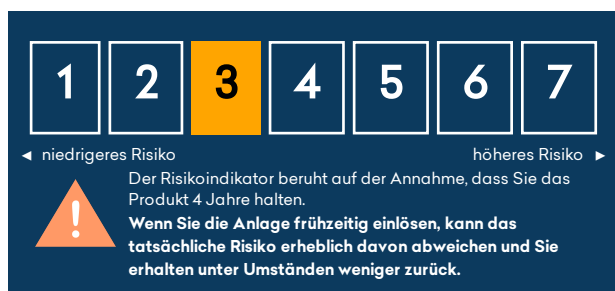 1 2 3 4 5 6 7
◄ niedrigeres Risiko höheres Risiko ►
Der Risikoindikator beruht auf der Annahme, dass Sie das
Produkt 4 Jahre halten.
Wenn Sie die Anlage frühzeitig einlösen, kann das
tatsächliche Risiko erheblich davon abweichen und Sie
erhalten unter Umständen weniger zurück.